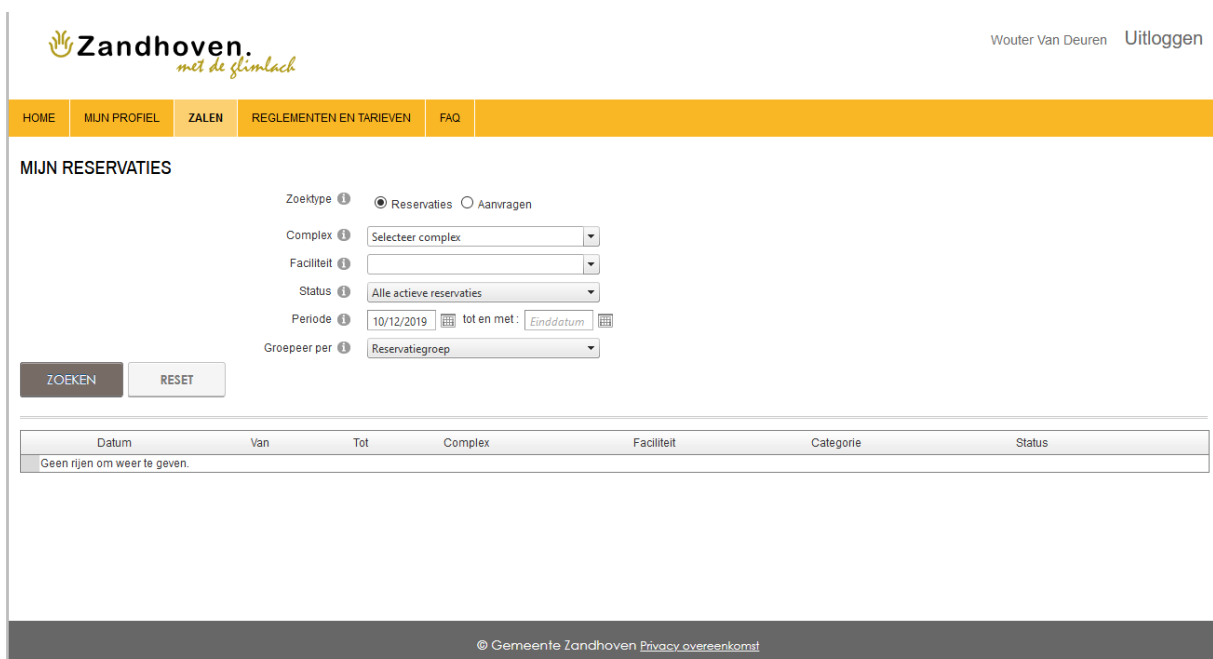 Zandhoven.
met de glimlach
Wouter Van Deuren Uitloggen
HOME MIJN PROFIEL ZALEN REGLEMENTEN EN TARIEVEN FAQ
MIJN RESERVATIES
Zoektype Reservaties Aanvragen
Complex Selecteer complex
Faciliteit
Status Alle actieve reservaties
Periode 10/12/2019 tot en met : Einddatum
Groepeer per Reservatiegroep
ZOEKEN RESET
Datum Van Tot Complex Faciliteit Categorie Status
Geen rijen om weer te geven.
© Gemeente Zandhoven Privacy overeenkomst